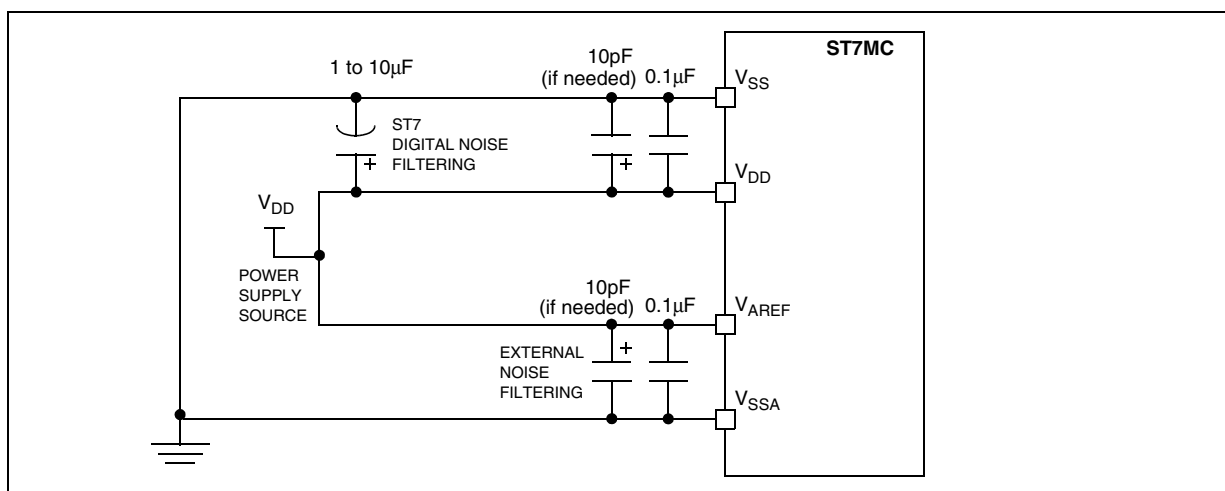 ST7MC
10pF
(if needed)
0.1μF
1 to 10μF
VSS
ST7
DIGITAL NOISE
FILTERING
+
+
VDD
VDD
POWER
SUPPLY
SOURCE
10pF
(if needed)
0.1μF
VAREF
EXTERNAL
NOISE
FILTERING
+
VSSA